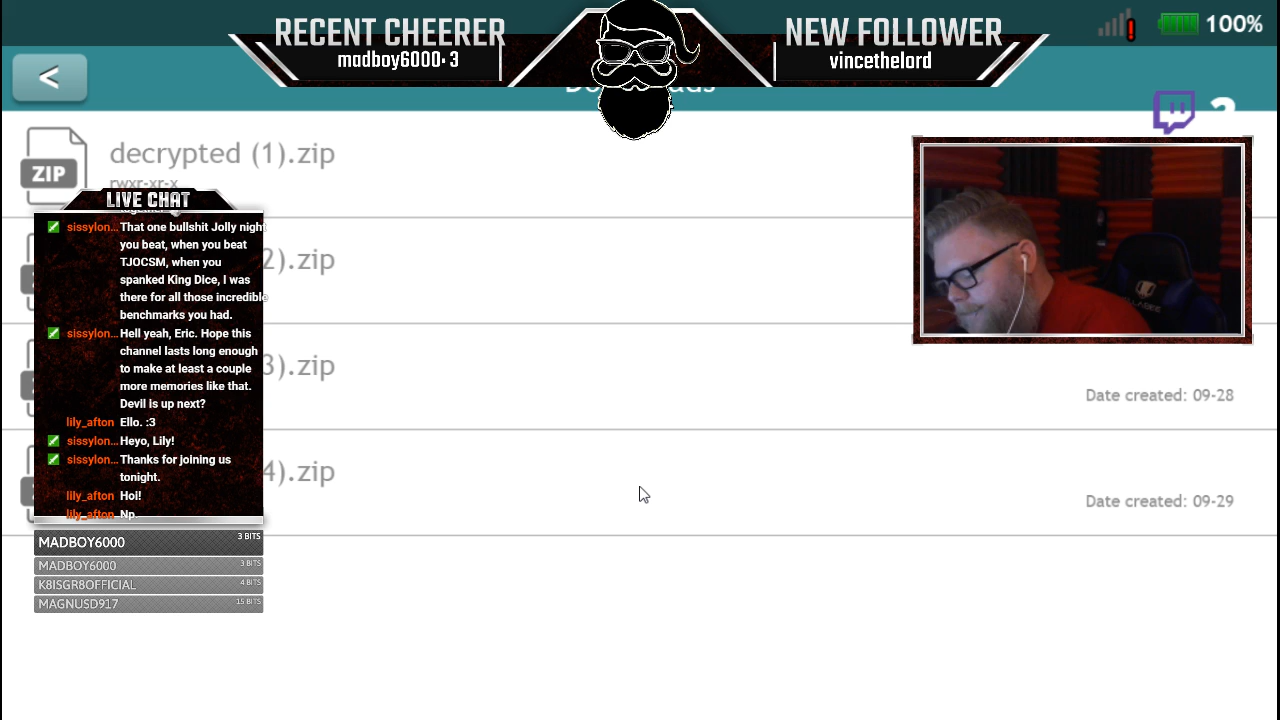 RECENT CHEERER
madboy6000· 3
NEW FOLLOWER
vincethelord
100%
<
decrypted (1).zip
ZIP
rwxr-xr-x
2).zip
3).zip
Date created: 09-28
4).zip
Date created: 09-29
LIVE CHAT
sissylon... That one bullshit Jolly night
you beat, when you beat
TJOCSM, when you
spanked King Dice, I was
there for all those incredible
benchmarks you had.
sissylon... Hell yeah, Eric. Hope this
channel lasts long enough
to make at least a couple
more memories like that.
Devil is up next?
lily_afton Ello. :3
sissylon... Heyo, Lily!
sissylon... Thanks for joining us
tonight.
lily_afton Hoi!
lily_afton Np.
MADBOY6000 3 BITS
MADBOY6000 3 BITS
K8ISGR8OFFICIAL 4 BITS
MAGNUSD917 15 BITS